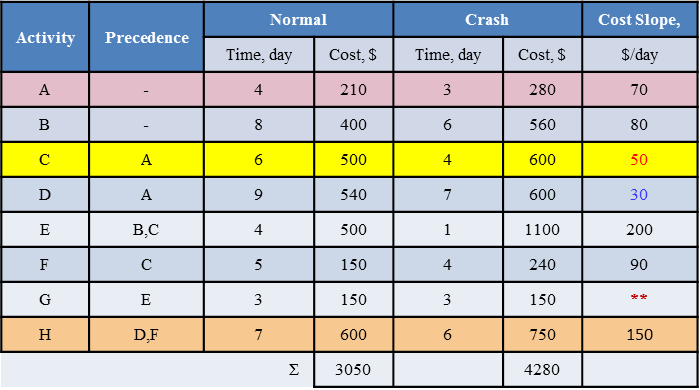 Activity Precedence Normal Crash Cost Slope,
Time, day Cost, $ Time, day Cost, $ $/day
A - 4 210 3 280 70
B - 8 400 6 560 80
C A 6 500 4 600 50
D A 9 540 7 600 30
E B,C 4 500 1 1100 200
F C 5 150 4 240 90
G E 3 150 3 150 **
H D,F 7 600 6 750 150
Σ 3050 4280